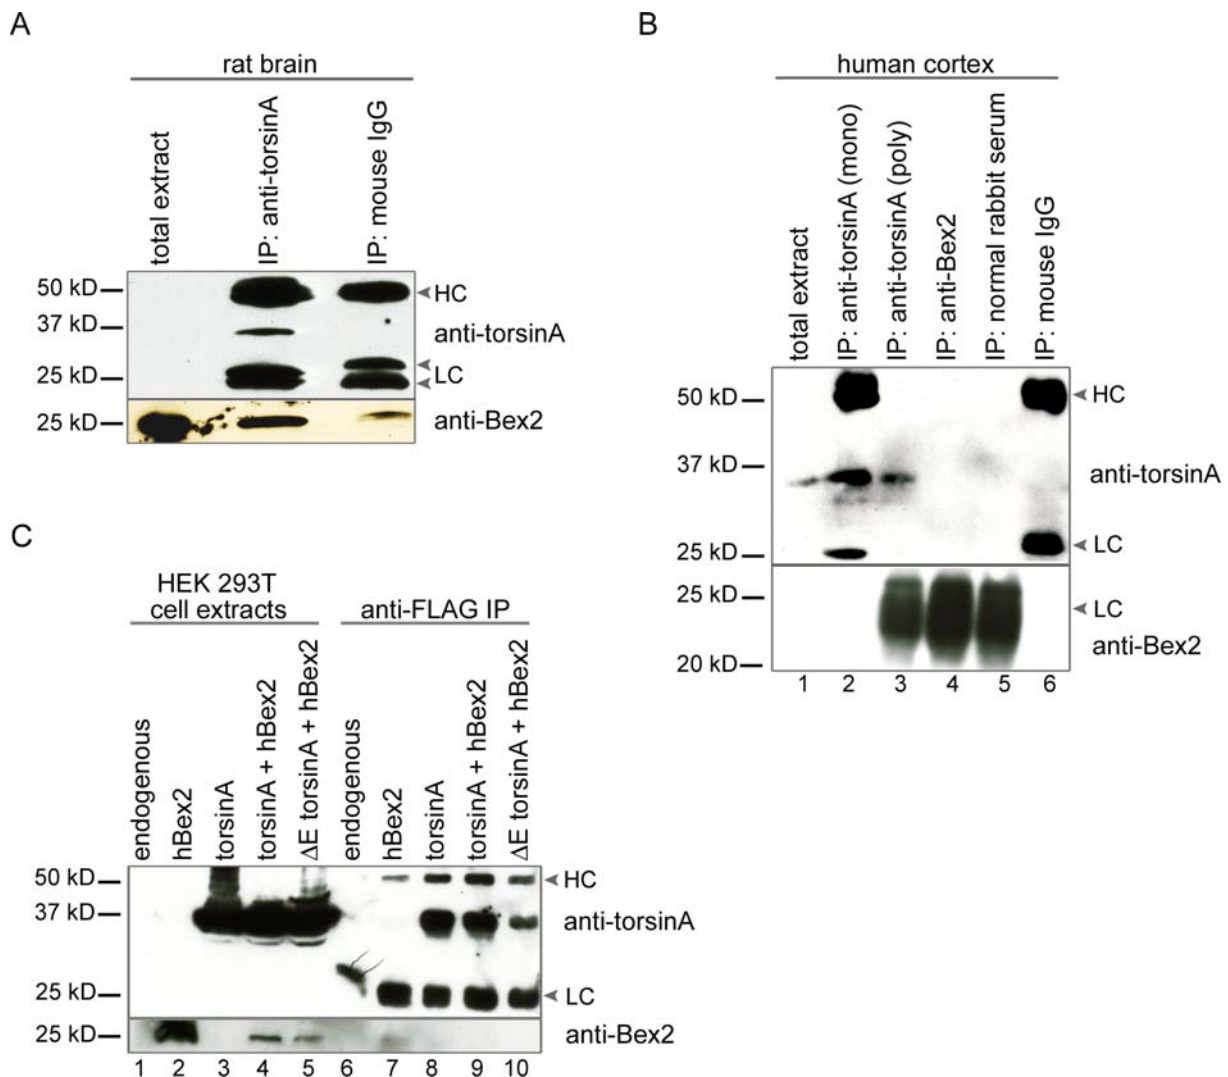 A
rat brain
total extract
IP: anti-torsinA
IP: mouse IgG
50 kD
HC
37 kD
anti-torsinA
LC
25 kD
25 kD
anti-Bex2
B
human cortex
total extract
IP: anti-torsinA (mono)
IP: anti-torsinA (poly)
IP: anti-Bex2
IP: normal rabbit serum
IP: mouse IgG
50 kD
HC
37 kD
anti-torsinA
25 kD
LC
25 kD
LC
anti-Bex2
20 kD
1 2 3 4 5 6
C
HEK 293T
cell extracts
anti-FLAG IP
endogenous
hBex2
torsinA
torsinA + hBex2
ΔE torsinA + hBex2
endogenous
hBex2
torsinA
torsinA + hBex2
ΔE torsinA + hBex2
50 kD
HC
37 kD
anti-torsinA
25 kD
LC
25 kD
anti-Bex2
1 2 3 4 5 6 7 8 9 10